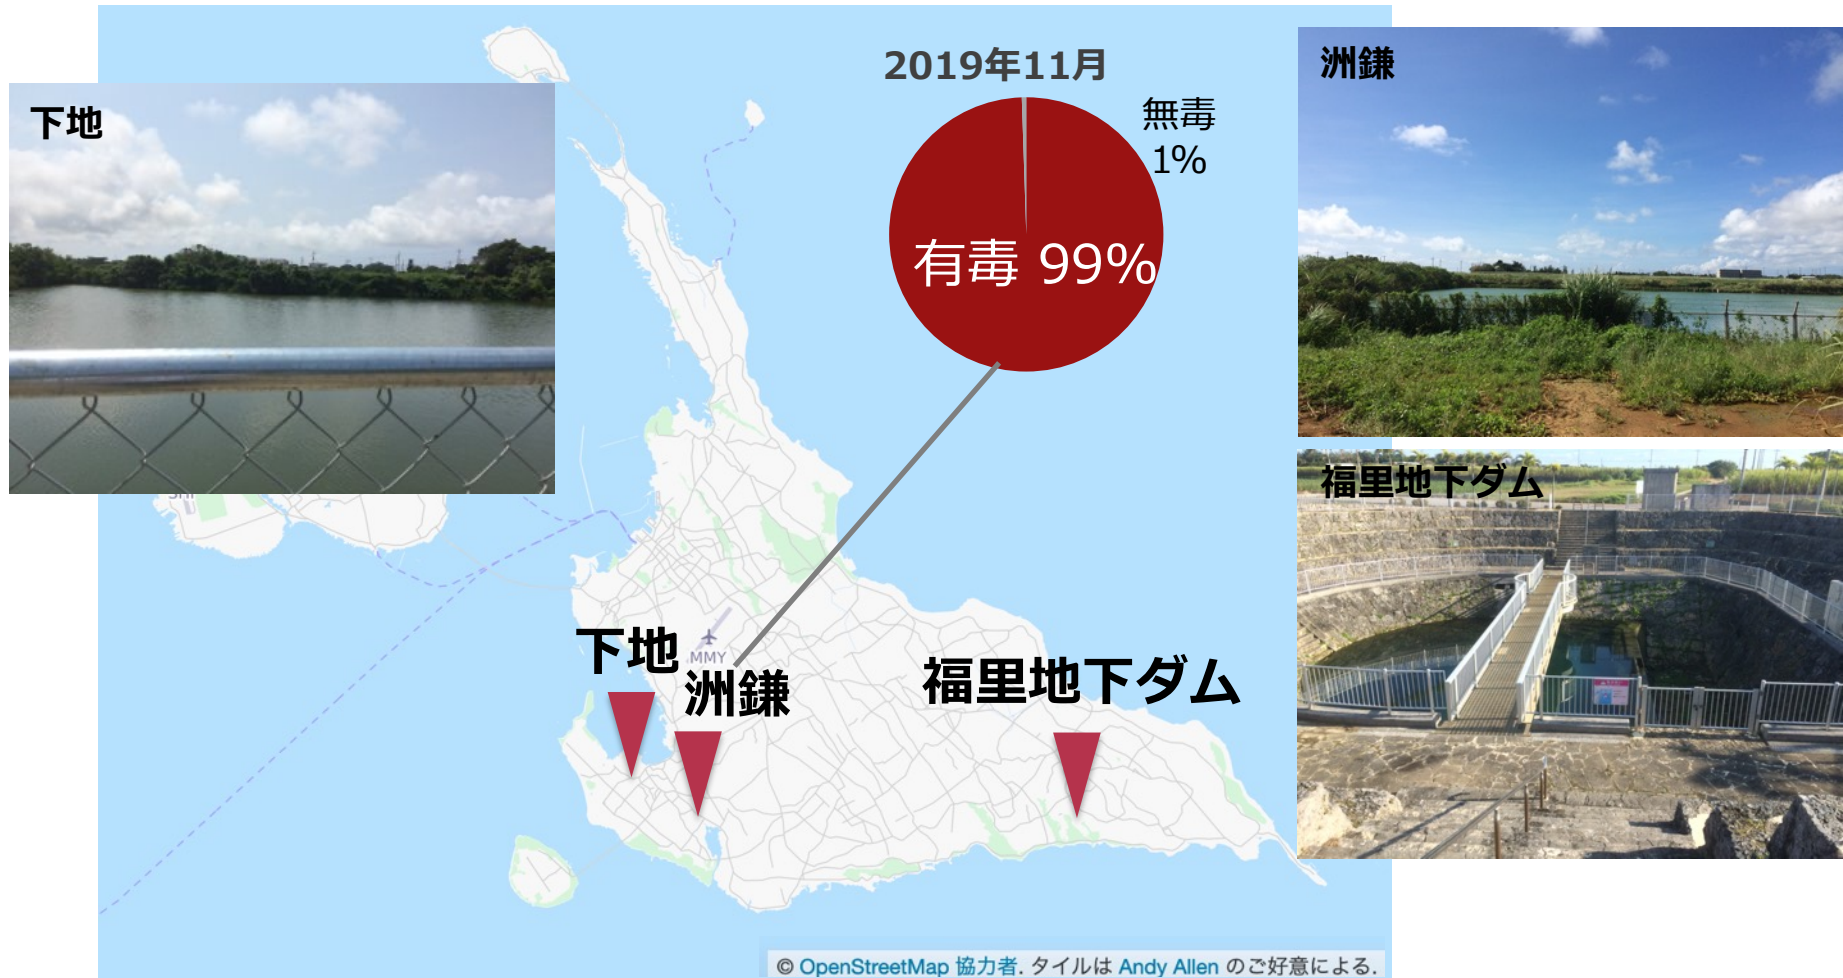 2019年11月
無毒
1%
有毒 99%
下地
洲鎌
福里地下ダム
下地
MMY
洲鎌
福里地下ダム
© OpenStreetMap 協力者. タイルは Andy Allen のご好意による.